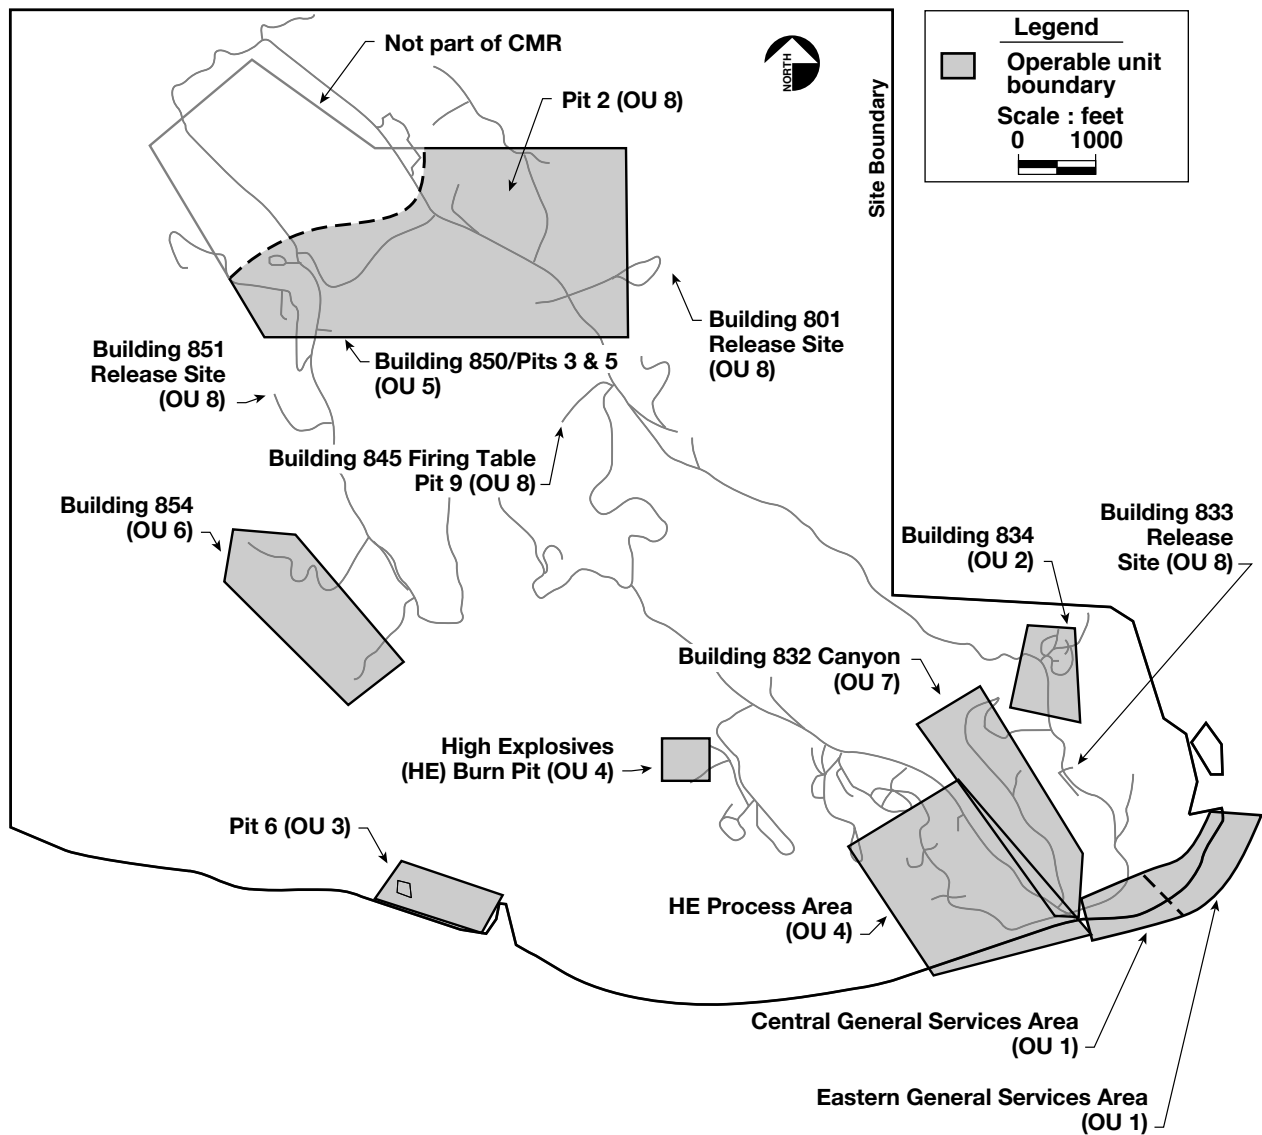 Not part of CMR
Pit 2 (OU 8)
NORTH
Site Boundary
Legend
Operable unit
boundary
Scale : feet
0 1000
Building 801
Release Site
(OU 8)
Building 851
Release Site
(OU 8)
Building 850/Pits 3 & 5
(OU 5)
Building 845 Firing Table
Pit 9 (OU 8)
Building 854
(OU 6)
Building 834
(OU 2)
Building 833
Release
Site (OU 8)
Building 832 Canyon
(OU 7)
High Explosives
(HE) Burn Pit (OU 4)
Pit 6 (OU 3)
HE Process Area
(OU 4)
Central General Services Area
(OU 1)
Eastern General Services Area
(OU 1)